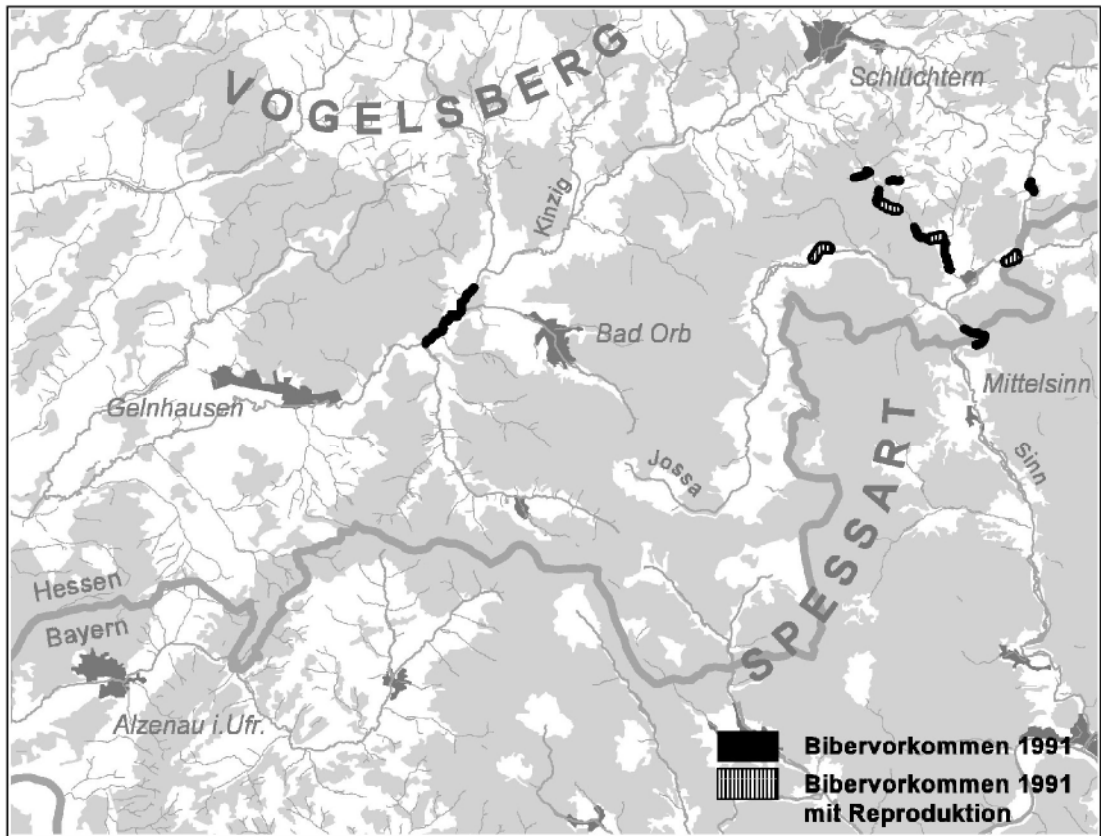 VOGELSBERG
Schlüchtern
Kinzig
Bad Orb
Mittelsinn
Gelnhausen
Jossa
Sinn
SPESSART
Hessen
Bayern
Alzenau i.Ufr.
Bibervorkommen 1991
Bibervorkommen 1991
mit Reproduktion